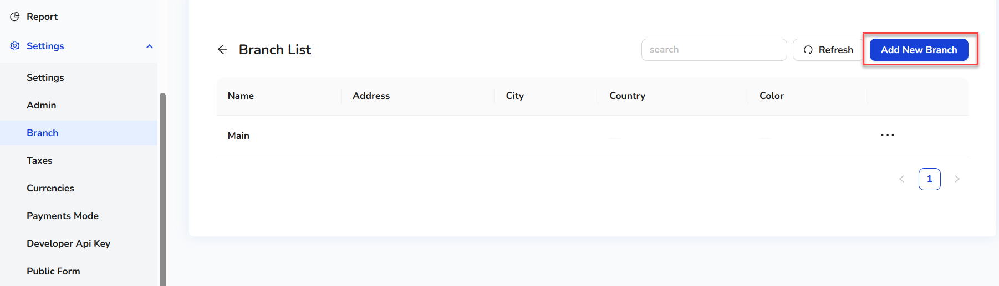 Report
Settings
Settings
Admin
Branch
Taxes
Currencies
Payments Mode
Developer Api Key
Public Form
Branch List
search
Refresh
Add New Branch
Name Address City Country Color
Main
1